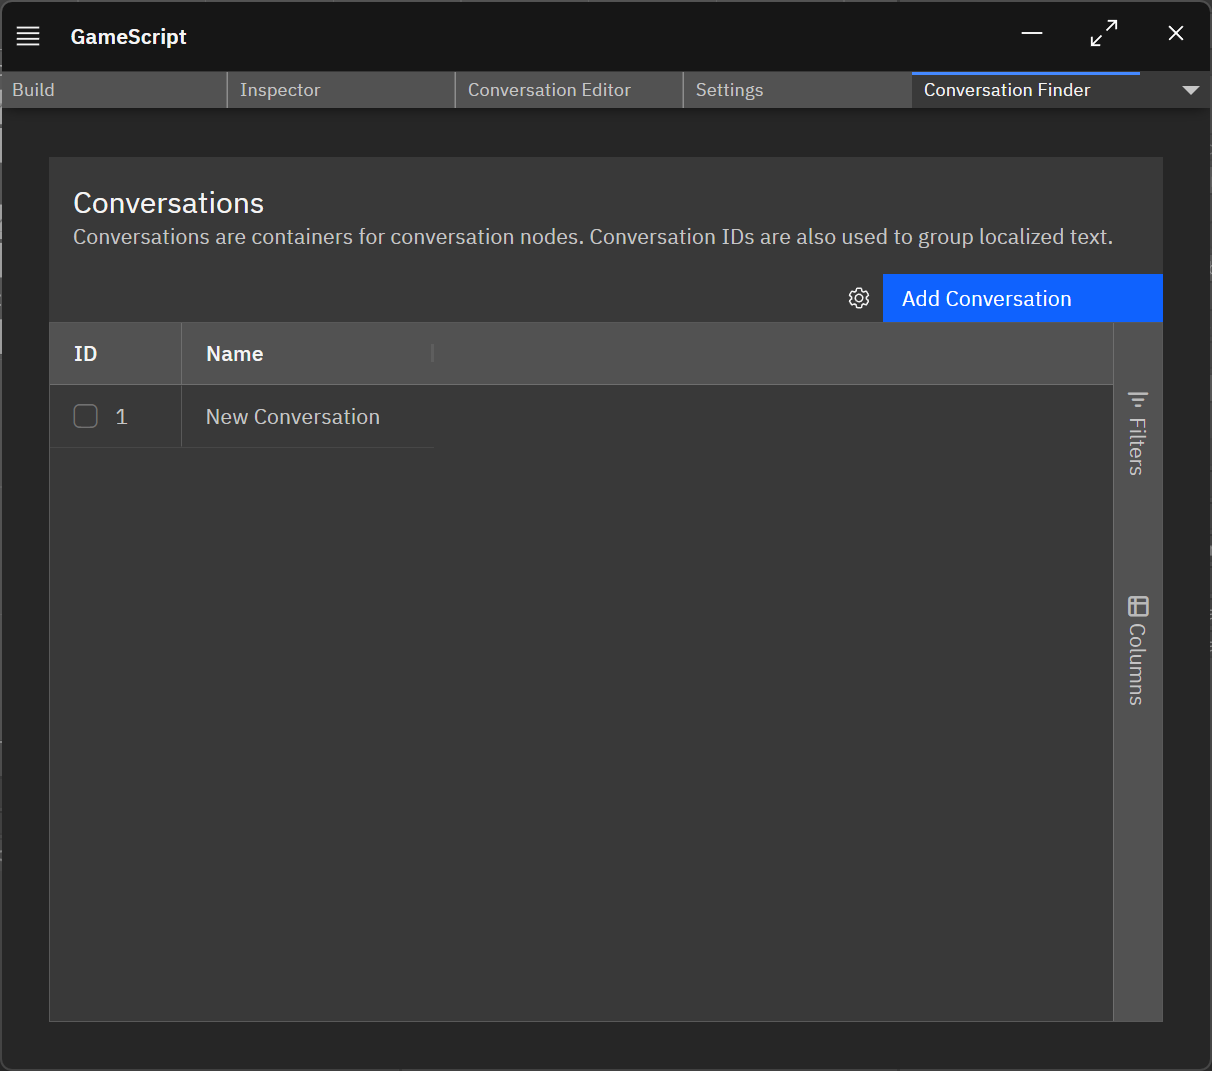 GameScript
Build
Inspector
Conversation Editor
Settings
Conversation Finder
Conversations
Conversations are containers for conversation nodes. Conversation IDs are also used to group localized text.
Add Conversation
ID
Name
1
New Conversation
Filters
Columns